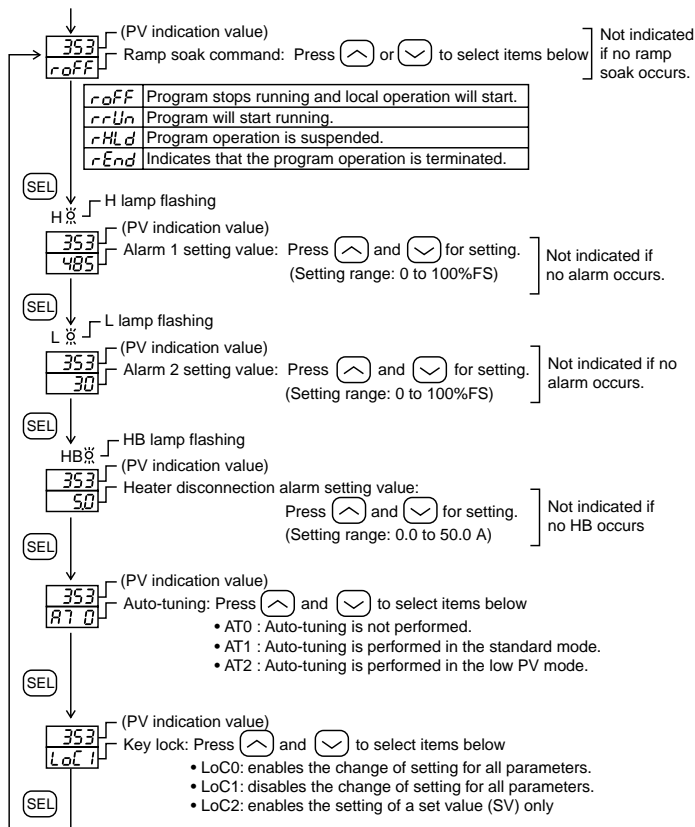 (PV indication value)
353
roFF
Ramp soak command: Press or to select items below
Not indicated
if no ramp
soak occurs.
roFF Program stops running and local operation will start.
rrUn Program will start running.
rHLd Program operation is suspended.
rEnd Indicates that the program operation is terminated.
SEL
H
H lamp flashing
(PV indication value)
353
485
Alarm 1 setting value: Press and for setting.
(Setting range: 0 to 100%FS)
Not indicated if
no alarm occurs.
SEL
L
L lamp flashing
(PV indication value)
353
30
Alarm 2 setting value: Press and for setting.
(Setting range: 0 to 100%FS)
Not indicated if no
alarm occurs.
SEL
HB
HB lamp flashing
(PV indication value)
353
5.0
Heater disconnection alarm setting value:
Press and for setting.
(Setting range: 0.0 to 50.0 A)
Not indicated if
no HB occurs
SEL
(PV indication value)
353
AT 0
Auto-tuning: Press and to select items below
• AT0 : Auto-tuning is not performed.
• AT1 : Auto-tuning is performed in the standard mode.
• AT2 : Auto-tuning is performed in the low PV mode.
SEL
(PV indication value)
353
LoC1
Key lock: Press and to select items below
• LoC0: enables the change of setting for all parameters.
• LoC1: disables the change of setting for all parameters.
• LoC2: enables the setting of a set value (SV) only
SEL